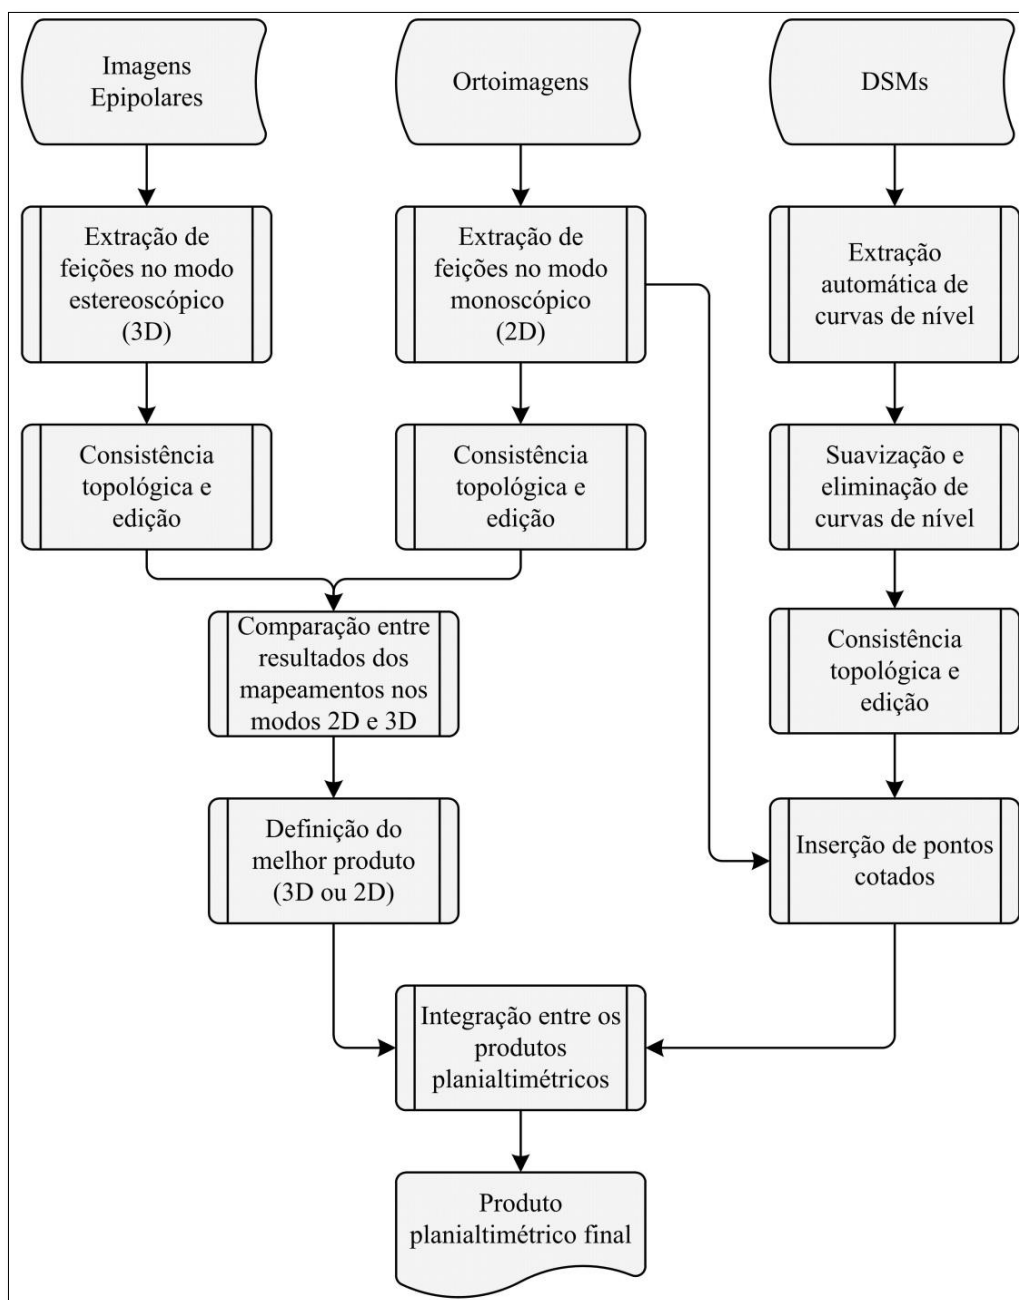 Imagens
Epipolares
Ortoimagens
DSMs
Extração de
feições no modo
estereoscópico
(3D)
Extração de
feições no modo
monoscópico
(2D)
Extração
automática de
curvas de nível
Consistência
topológica e
edição
Consistência
topológica e
edição
Suavização e
eliminação de
curvas de nível
Comparação entre
resultados dos
mapeamentos nos
modos 2D e 3D
Consistência
topológica e
edição
Definição do
melhor produto
(3D ou 2D)
Inserção de pontos
cotados
Integração entre os
produtos
planialtimétricos
Produto
planialtimétrico final